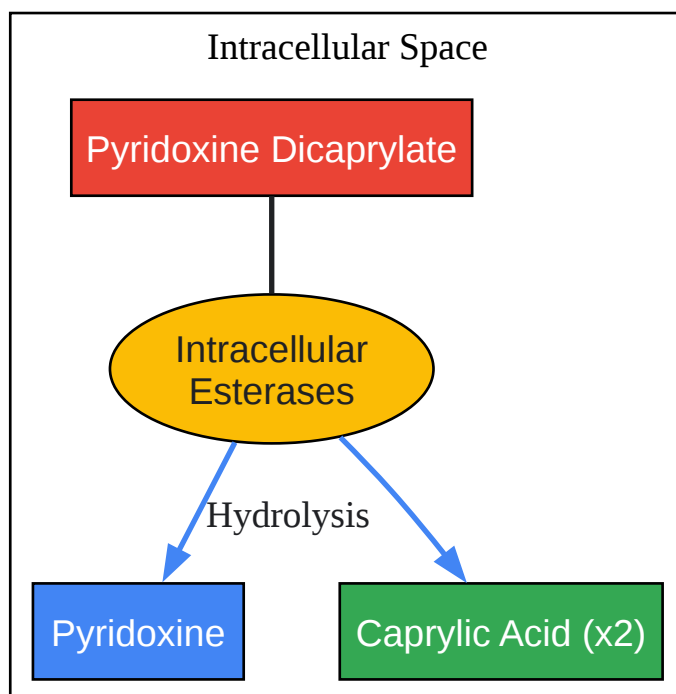 Intracellular Space
Pyridoxine Dicaprylate
Intracellular
Esterases
Hydrolysis
Pyridoxine
Caprylic Acid (x2)